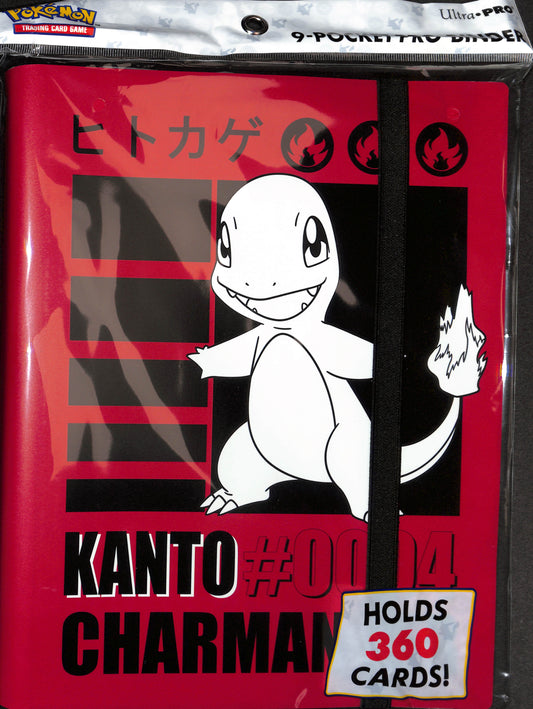 POKÉMON
TRADING CARD GAME
Ultra•PRO
9-POCKET PRO BINDER
ヒトカゲ
KANTO #0004
CHARMAN
HOLDS
360
CARDS!